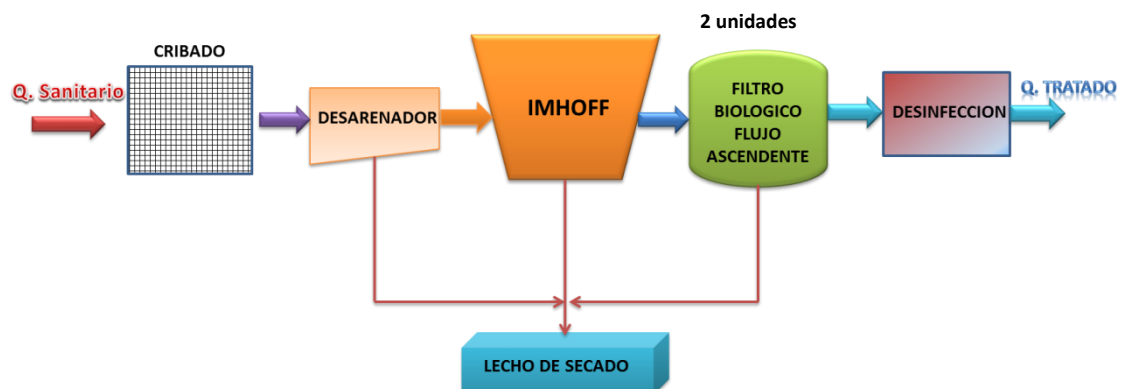 2 unidades
CRIBADO
Q. Sanitario
DESARENADOR
IMHOFF
FILTRO
BIOLOGICO
FLUJO
ASCENDENTE
DESINFECCION
Q. TRATADO
LECHO DE SECADO